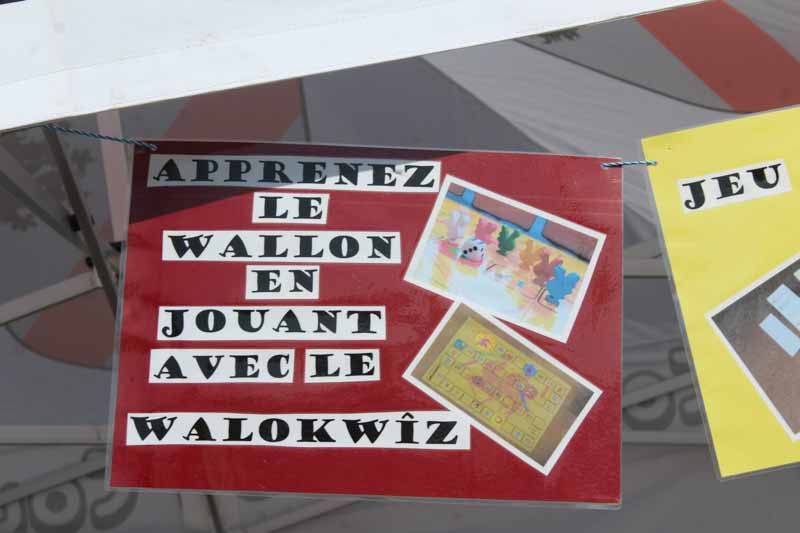 APPRENEZ
LE
WALLON
EN
JOUANT
AVEC LE
WALOKWÎZ
JEU